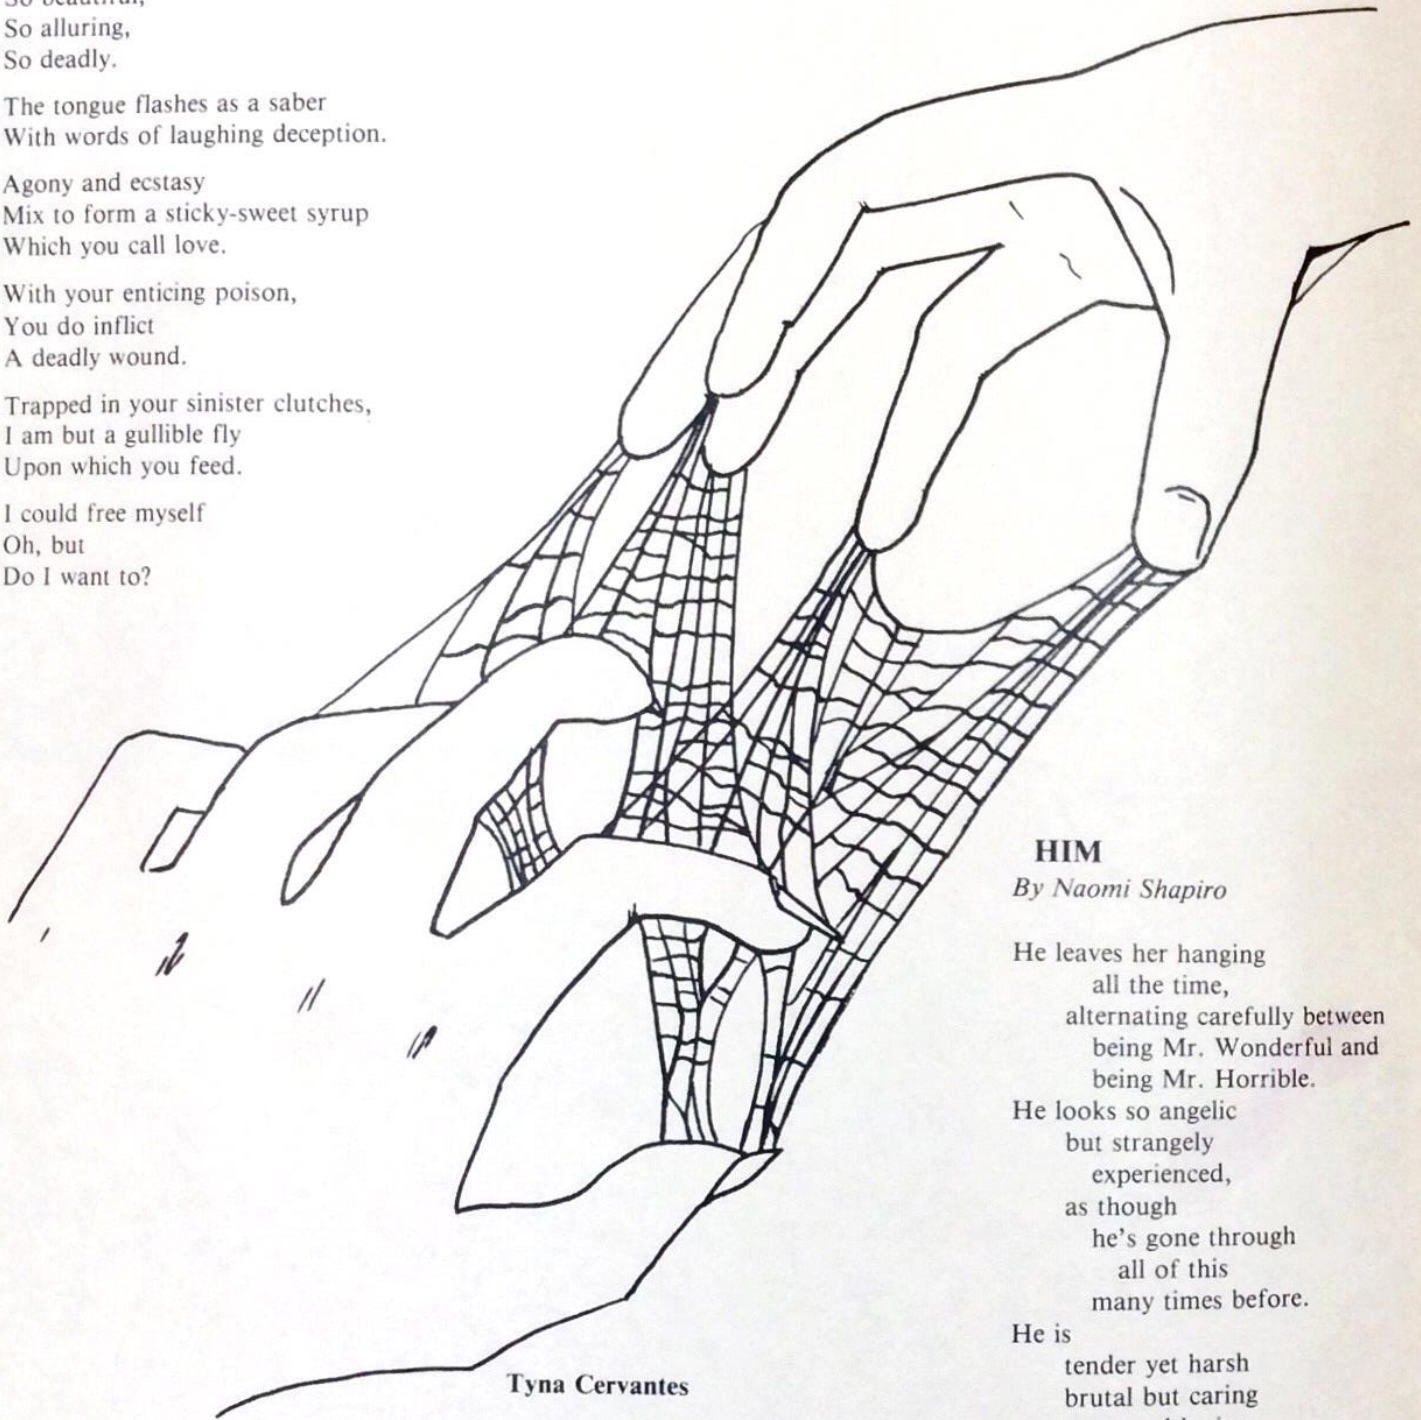 So beautiful,
So alluring,
So deadly.
The tongue flashes as a saber
With words of laughing deception.
Agony and ecstasy
Mix to form a sticky-sweet syrup
Which you call love.
With your enticing poison,
You do inflict
A deadly wound.
Trapped in your sinister clutches,
I am but a gullible fly
Upon which you feed.
I could free myself
Oh, but
Do I want to?
Tyna Cervantes
HIM
By Naomi Shapiro
He leaves her hanging
all the time,
alternating carefully between
being Mr. Wonderful and
being Mr. Horrible.
He looks so angelic
but strangely
experienced,
as though
he's gone through
all of this
many times before.
He is
tender yet harsh
brutal but caring